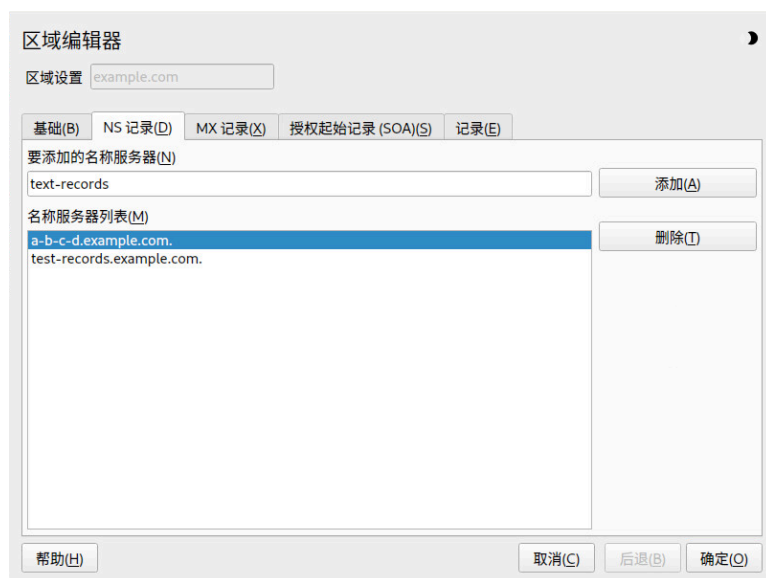 区域编辑器
区域设置 example.com
基础(B) NS 记录(D) MX 记录(X) 授权起始记录 (SOA)(S) 记录(E)
要添加的名称服务器(N)
text-records 添加(A)
名称服务器列表(M)
a-b-c-d.example.com. 删除(T)
test-records.example.com.
帮助(H) 取消(C) 后退(B) 确定(O)